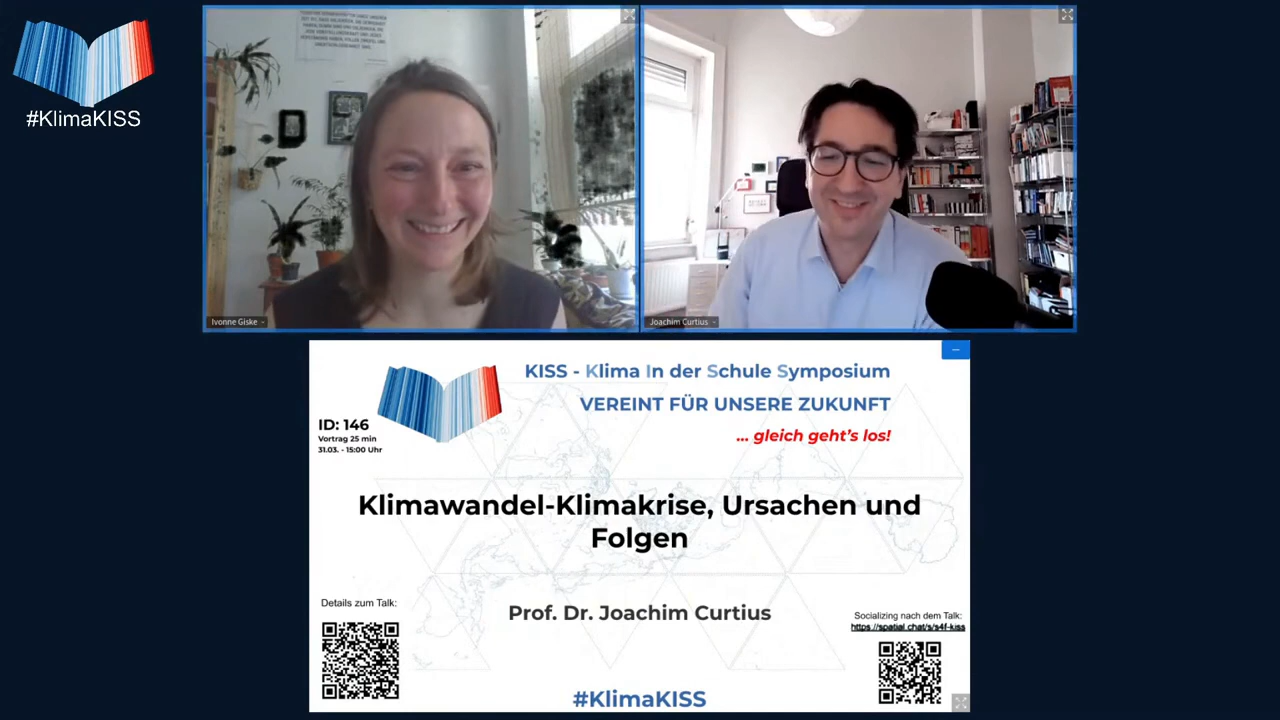 #KlimaKISS
Ivonne Giske
Joachim Curtius
KISS - Klima In der Schule Symposium
VEREINT FÜR UNSERE ZUKUNFT
... gleich geht's los!
ID: 146
Vortrag 25 min
31.03. - 15:00 Uhr
Klimawandel-Klimakrise, Ursachen und
Folgen
Prof. Dr. Joachim Curtius
Details zum Talk:
Socializing nach dem Talk:
https://spatial.chat/s/s4f-kiss
#KlimaKISS